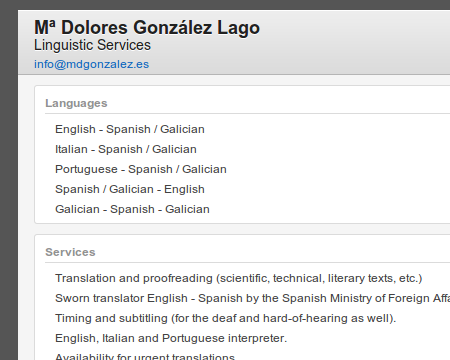 Mª Dolores González Lago
Linguistic Services
info@mdgonzalez.es
Languages
English - Spanish / Galician
Italian - Spanish / Galician
Portuguese - Spanish / Galician
Spanish / Galician - English
Galician - Spanish - Galician
Services
Translation and proofreading (scientific, technical, literary texts, etc.)
Sworn translator English - Spanish by the Spanish Ministry of Foreign
Timing and subtitling (for the deaf and hard-of-hearing as well).
English, Italian and Portuguese interpreter.
Availability for urgent translations